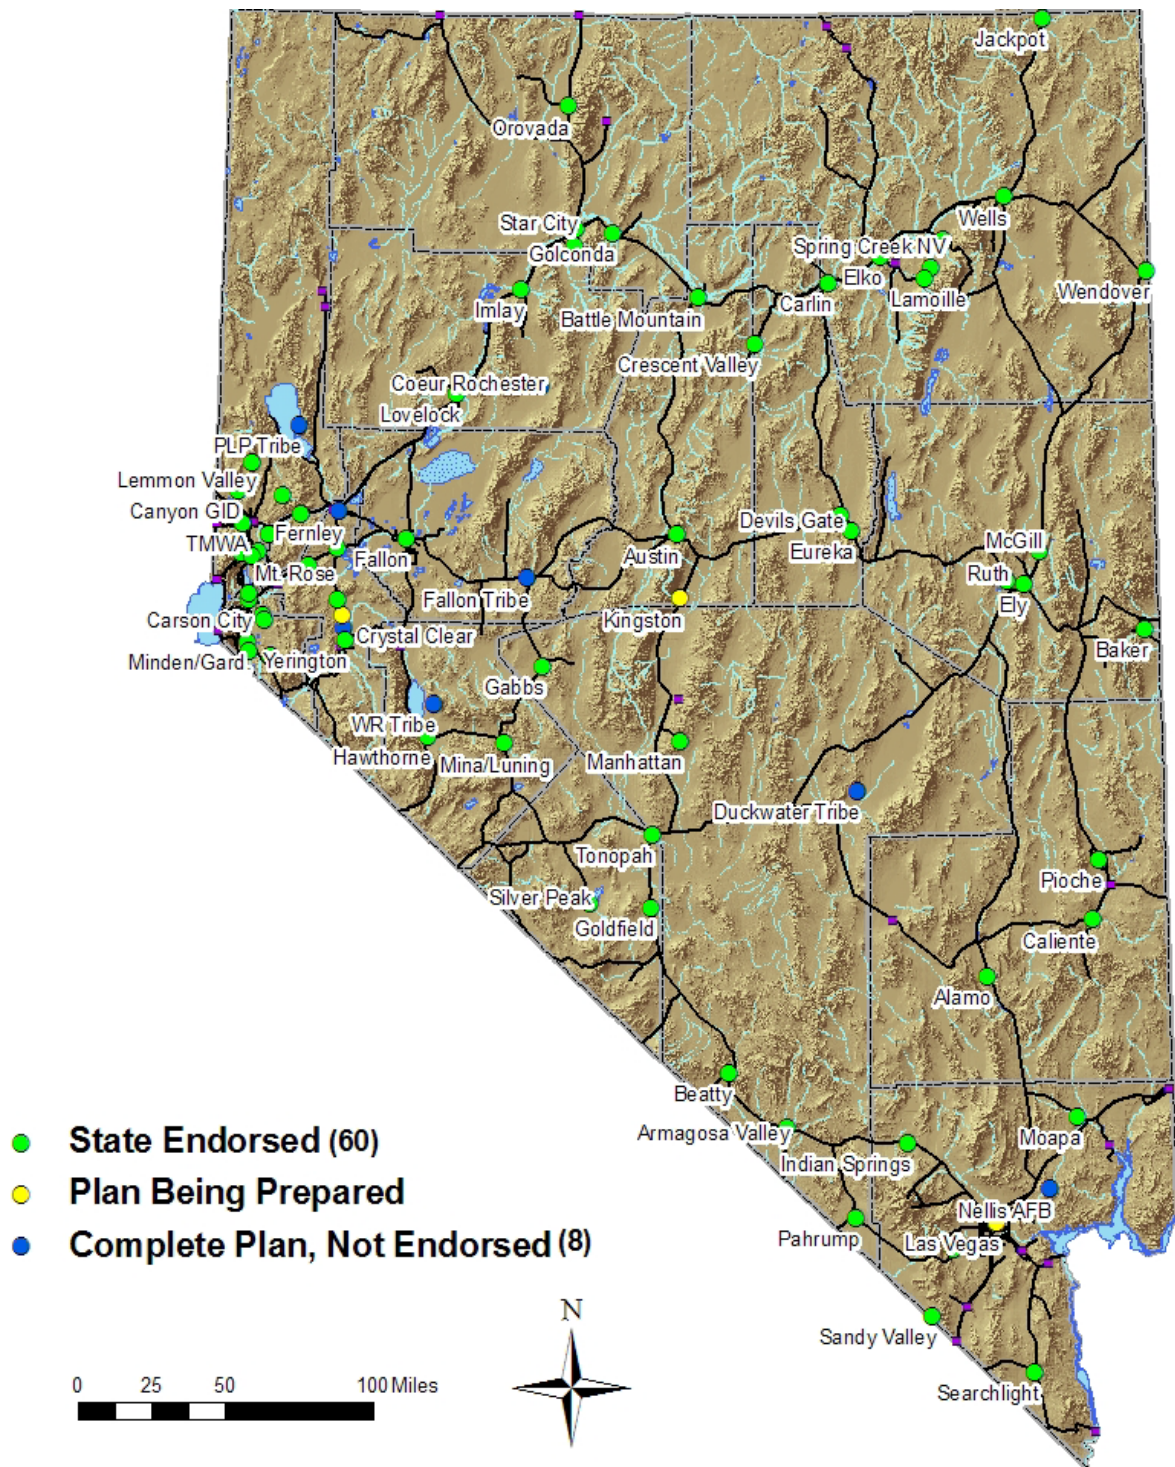 Jackpot
Orovada
Star City
Golconda
Wells
Spring Creek NV
Elko
Lamoille
Wendover
Imlay
Battle Mountain
Carlin
Crescent Valley
Coeur Rochester
Lovelock
PLP Tribe
Lemmon Valley
Canyon GID
Fernley
TMWA
Mt. Rose
Fallon
Devils Gate
Eureka
Austin
McGill
Ruth
Ely
Fallon Tribe
Kingston
Carson City
Crystal Clear
Baker
Minden/Gard.
Yerington
Gabbs
WR Tribe
Hawthorne
Mina/Luning
Manhattan
Duckwater Tribe
Tonopah
Silver Peak
Goldfield
Pioche
Caliente
Alamo
Beatty
Armagosa Valley
Indian Springs
Moapa
Nellis AFB
Las Vegas
Pahrump
Sandy Valley
Searchlight
State Endorsed (60)
Plan Being Prepared
Complete Plan, Not Endorsed (8)
N
0 25 50 100 Miles